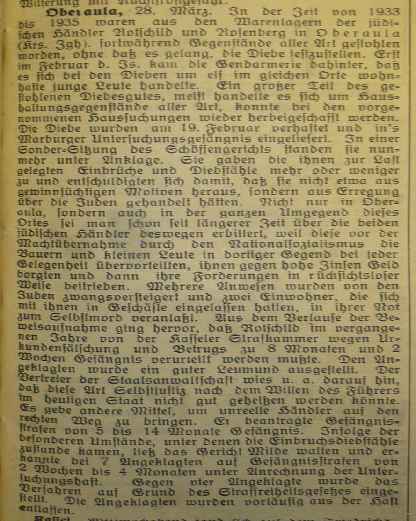 Witterung mit Nachtfrostgefahr.
Oberaula, 28. März. In der Zeit von 1933
bis 1935 waren aus den Warenlagern der jüdi-
schen Händler Rotschild und Rosenberg in Oberaula
(Krs. Zgh). fortwährend Gegenstände aller Art gestohlen
worden, ohne daß es gelang, die Diebe festzustellen. Erst
im Februar d. Js. kam die Gendarmerie dahinter, daß
es sich bei den Dieben um elf im gleichen Orte wohn-
hafte junge Leute handelte. Ein großer Teil des ge-
stohlenen Diebesgutes, meist handelte es sich um Haus-
haltungsgegenstände aller Art, konnte bei den vorge-
nommenen Haussuchungen wieder herbeigeschafft werden.
Die Diebe wurden am 19. Februar verhaftet und in's
Marburger Untersuchungsgefängnis eingeliefert. In einer
Sonder-Sitzung des Schöffengerichts standen sie nun-
mehr unter Anklage. Sie gaben die ihnen zur Last
gelegten Einbrüche und Diebstähle mehr oder weniger
zu und entschuldigten sich damit, daß sie nicht etwa aus
gewinnsüchtigen Motiven heraus, sondern aus Erregung
über die Juden gehandelt hätten. Nicht nur in Ober-
aula, sondern auch in der ganzen Umgegend dieses
Ortes sei man schon seit längerer Zeit über die beiden
jüdischen Händler deswegen erbittert, weil diese vor der
Machtübernahme durch den Nationalsozialismus die
Bauern und kleinen Leute in dortiger Gegend bei jeder
Gelegenheit übervorteilten, ihnen gegen hohe Zinsen Geld
borgten und dann ihre Forderungen in rücksichtsloser
Weise beitrieben. Mehrere Anwesen wurden von den
Juden zwangsversteigert und zwei Einwohner, die sich
mit ihnen in Geschäfte eingelassen hatten, in ihrer Not
zum Selbstmord veranlaßt. Aus dem Verlaufe der Be-
weisaufnahme ging hervor, daß Rotschild im vergange-
nen Jahre von der Kasseler Strafkammer wegen Ur-
kundenfälschung und Betrugs zu 8 Monaten und 2
Wochen Gefängnis verurteilt werden mußte. Den An-
geklagten wurde ein guter Leumund ausgestellt. Der
Vertreter der Staatsanwaltschaft wies u. a. darauf hin,
daß diese Art Selbstjustiz nach dem Willen des Führers
im heutigen Staat nicht gut geheißen werden könnte.
Es gebe andere Mittel, um unreelle Händler auf den
rechten Weg zu bringen. Er beantragte Gefängnis-
strafen von 3 bis 14 Monate Gefängnis. Infolge der
besonderen Umstände, unter denen die Einbruchsdiebstähle
zustande kamen, ließ das Gericht Milde walten und er-
kannte bei 7 Angeklagten auf Gefängnisstrafen von
2 Wochen bis 4 Monaten unter Anrechnung der Unter-
suchungshaft. Gegen vier Angeklagte wurde das
Verfahren auf Grund des Straffreiheitsgesetzes einge-
stellt. Die Angeklagten wurden vorläufig aus der Haft
entlassen.